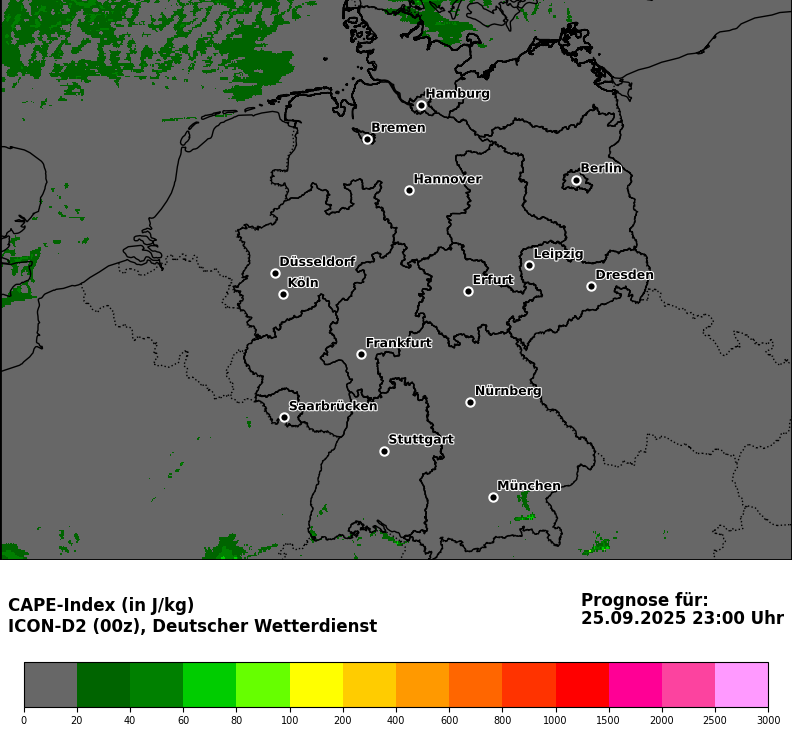 Hamburg
Bremen
Berlin
Hannover
Leipzig
Düsseldorf
Dresden
Köln
Erfurt
Frankfurt
Nürnberg
Saarbrücken
Stuttgart
München
CAPE-Index (in J/kg)
ICON-D2 (00z), Deutscher Wetterdienst
Prognose für:
25.09.2025 23:00 Uhr
0 20 40 60 80 100 200 400 600 800 1000 1500 2000 2500 3000